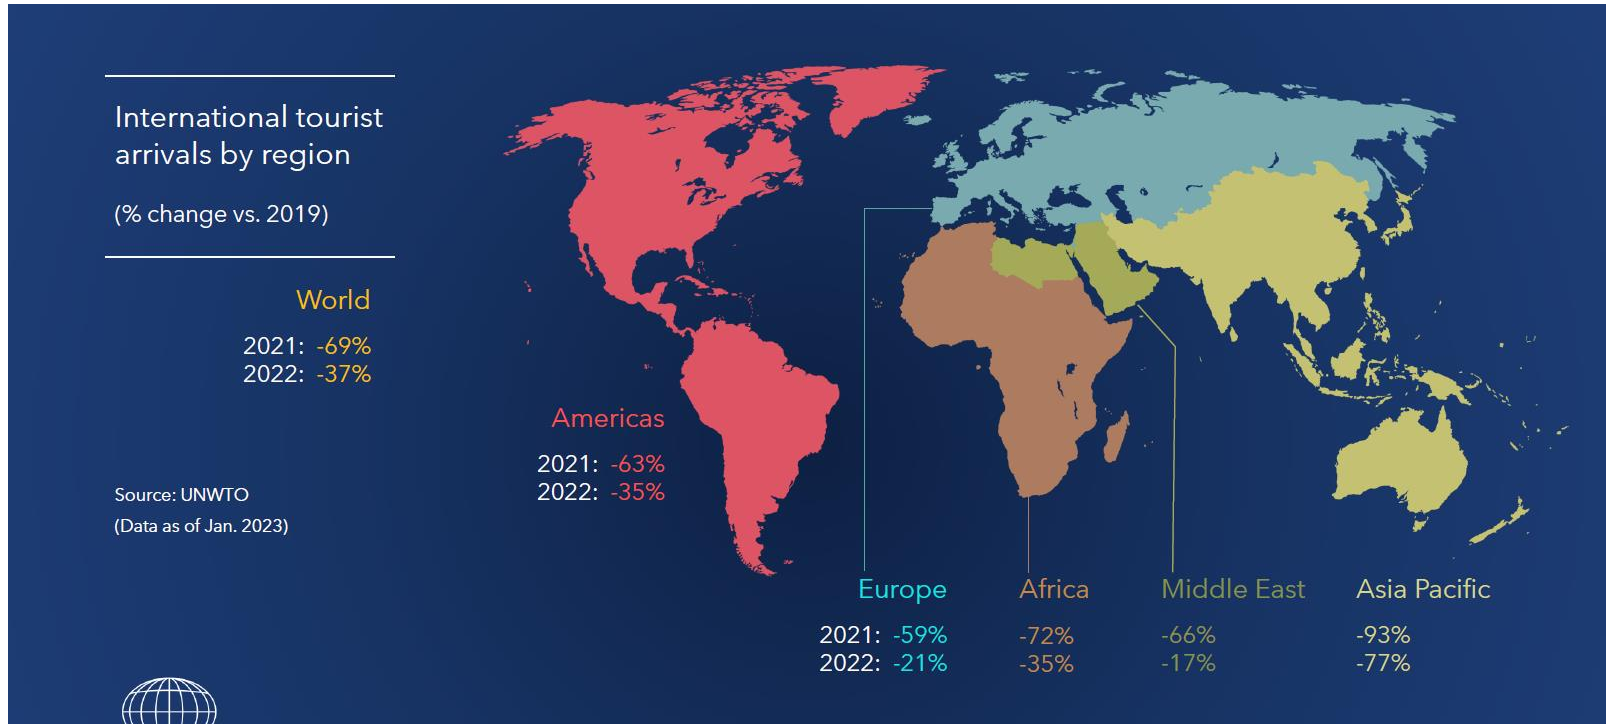 International tourist
arrivals by region
(% change vs. 2019)
World
2021: -69%
2022: -37%
Source: UNWTO
(Data as of Jan. 2023)
Americas
2021: -63%
2022: -35%
Europe
2021: -59%
2022: -21%
Africa
-72%
-35%
Middle East
-66%
-17%
Asia Pacific
-93%
-77%